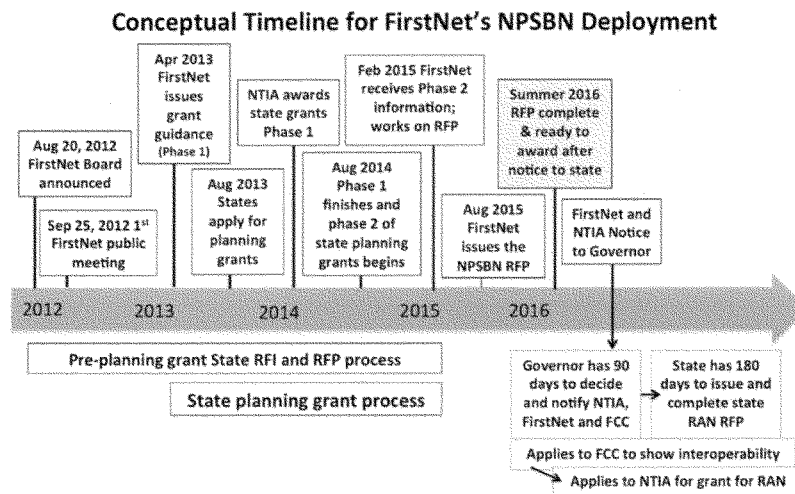 Conceptual Timeline for FirstNet's NPSBN Deployment
Aug 20, 2012
FirstNet Board
announced
Sep 25, 2012 1st
FirstNet public
meeting
Apr 2013
FirstNet
issues
grant
guidance
(Phase 1)
Aug 2013
States
apply for
planning
grants
NTIA awards
state grants
Phase 1
Aug 2014
Phase 1
finishes and
phase 2 of
state planning
grants begins
Feb 2015 FirstNet
receives Phase 2
information;
works on RFP
Aug 2015
FirstNet
issues the
NPSBN RFP
Summer 2016
RFP complete
& ready to
award after
notice to state
FirstNet and
NTIA Notice
to Governor
2012
2013
2014
2015
2016
Pre-planning grant State RFI and RFP process
State planning grant process
Governor has 90
days to decide
and notify NTIA,
FirstNet and FCC
State has 180
days to issue and
complete state
RAN RFP
Applies to FCC to show interoperability
Applies to NTIA for grant for RAN